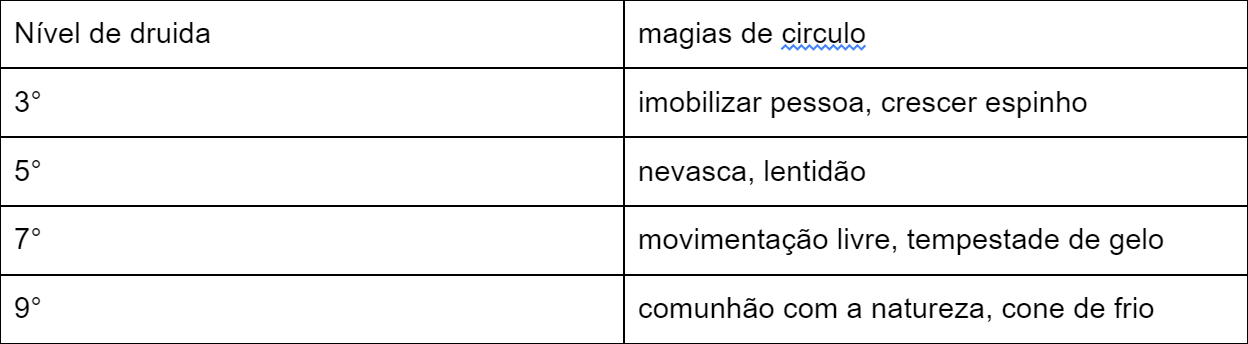 Nível de druida magias de circulo
3° imobilizar pessoa, crescer espinho
5° nevasca, lentidão
7° movimentação livre, tempestade de gelo
9° comunhão com a natureza, cone de frio